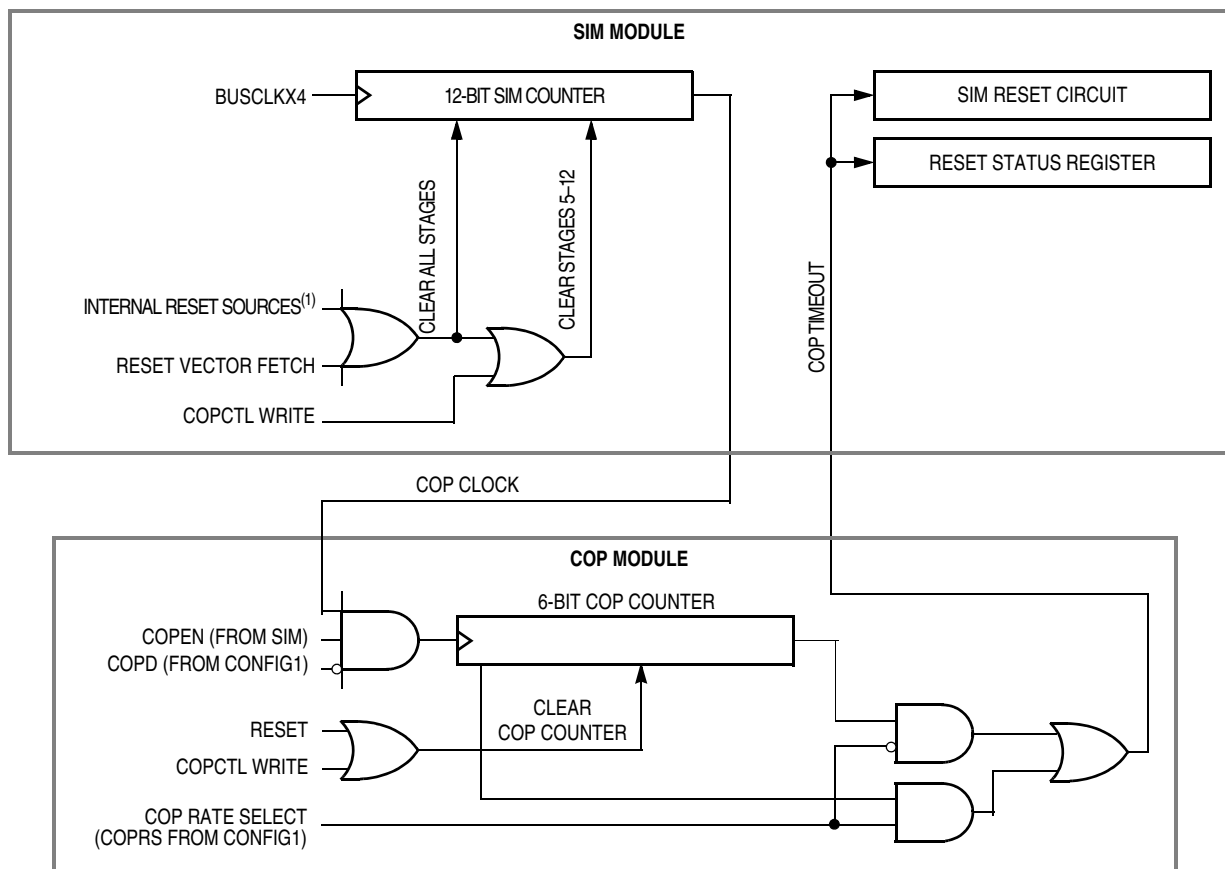 SIM MODULE
BUSCLKX4
12-BIT SIM COUNTER
SIM RESET CIRCUIT
RESET STATUS REGISTER
CLEAR ALL STAGES
CLEAR STAGES 5–12
COP TIMEOUT
INTERNAL RESET SOURCES(1)
RESET VECTOR FETCH
COPCTL WRITE
COP CLOCK
COP MODULE
6-BIT COP COUNTER
COPEN (FROM SIM)
COPD (FROM CONFIG1)
CLEAR
COP COUNTER
RESET
COPCTL WRITE
COP RATE SELECT
(COPRS FROM CONFIG1)